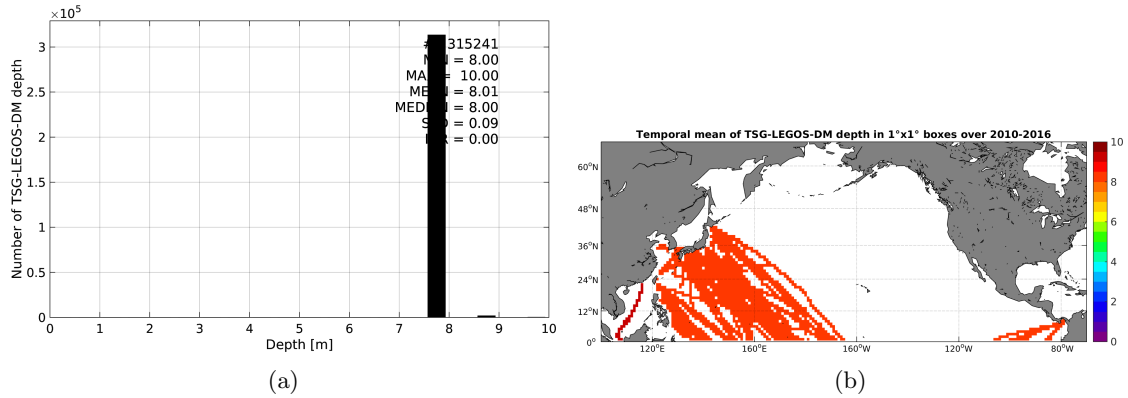 ×10⁵
3
2.5
2
1.5
1
0.5
0
0 1 2 3 4 5 6 7 8 9 10
Depth [m]
Number of TSG-LEGOS-DM depth
315241
= 8.00
= 10.00
= 8.01
= 8.00
= 0.09
= 0.00
(a)
Temporal mean of TSG-LEGOS-DM depth in 1°x1° boxes over 2010-2016
60°N
48°N
36°N
24°N
12°N
0°
120°E 160°E 160°W 120°W 80°W
10
8
6
4
2
0
(b)